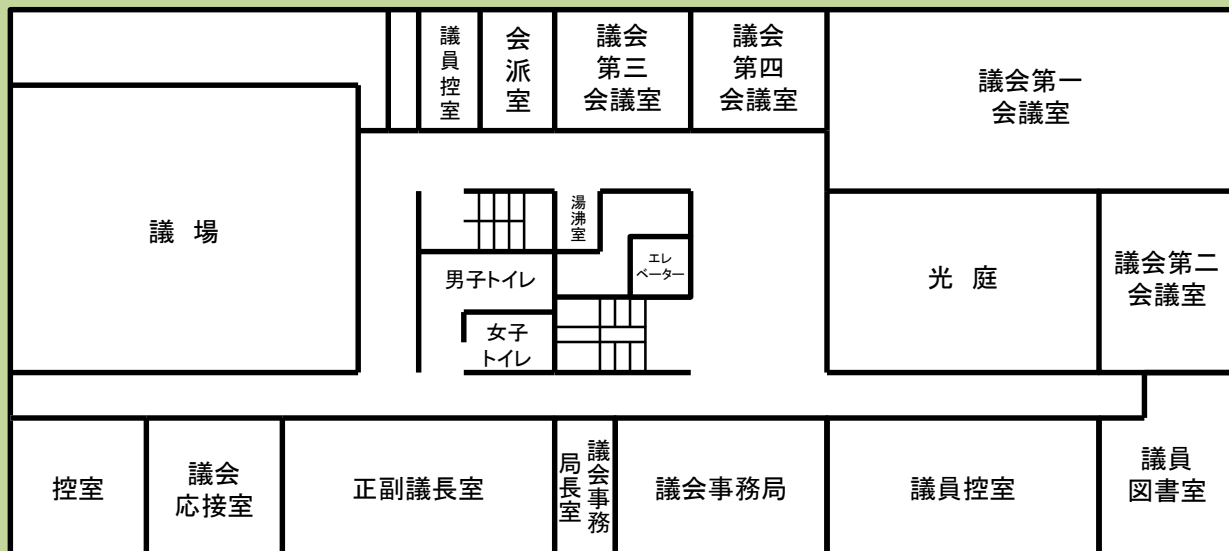 議員控室
会派室
議会
第三
会議室
議会
第四
会議室
議会第一
会議室
議 場
湯沸室
エレ
ベーター
男子トイレ
女子
トイレ
光 庭
議会第二
会議室
控室
議会
応接室
正副議長室
議会事務
局長室
議会事務局
議員控室
議員
図書室